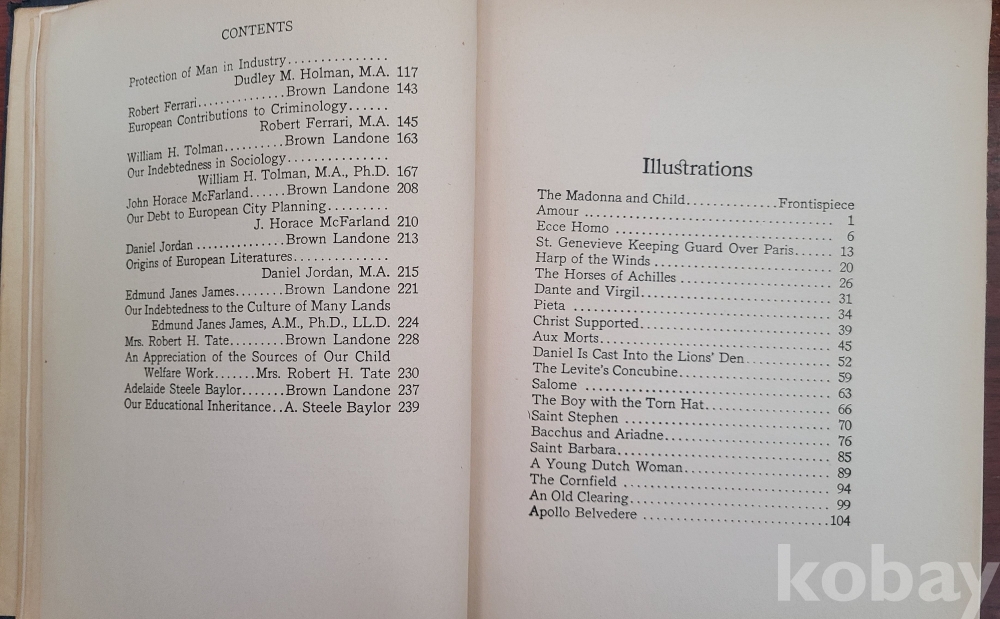 CONTENTS
Protection of Man in Industry...............
Dudley M. Holman, M.A. 117
Robert Ferrari..............Brown Landone 143
European Contributions to Criminology......
Robert Ferrari, M.A. 145
William H. Tolman..........Brown Landone 163
Our Indebtedness in Sociology...............
William H. Tolman, M.A., Ph.D. 167
John Horace McFarland......Brown Landone 208
Our Debt to European City Planning.........
J. Horace McFarland 210
Daniel Jordan ...............Brown Landone 213
Origins of European Literatures..............
Daniel Jordan, M.A. 215
Edmund Janes James........Brown Landone 221
Our Indebtedness to the Culture of Many Lands
Edmund Janes James, A.M., Ph.D., LL.D. 224
Mrs. Robert H. Tate.........Brown Landone 228
An Appreciation of the Sources of Our Child
Welfare Work.......Mrs. Robert H. Tate 230
Adelaide Steele Baylor.......Brown Landone 237
Our Educational Inheritance..A. Steele Baylor 239
Illustrations
The Madonna and Child.............Frontispiece
Amour .................................. 1
Ecce Homo .............................. 6
St. Genevieve Keeping Guard Over Paris...... 13
Harp of the Winds........................ 20
The Horses of Achilles .................... 26
Dante and Virgil.......................... 31
Pieta .................................... 34
Christ Supported.......................... 39
Aux Morts................................ 45
Daniel Is Cast Into the Lions' Den............ 52
The Levite's Concubine..................... 59
Salome .................................. 63
The Boy with the Torn Hat................. 66
Saint Stephen ............................ 70
Bacchus and Ariadne....................... 76
Saint Barbara............................. 85
A Young Dutch Woman.................... 89
The Cornfield ............................ 94
An Old Clearing........................... 99
Apollo Belvedere ..........................104
kobay